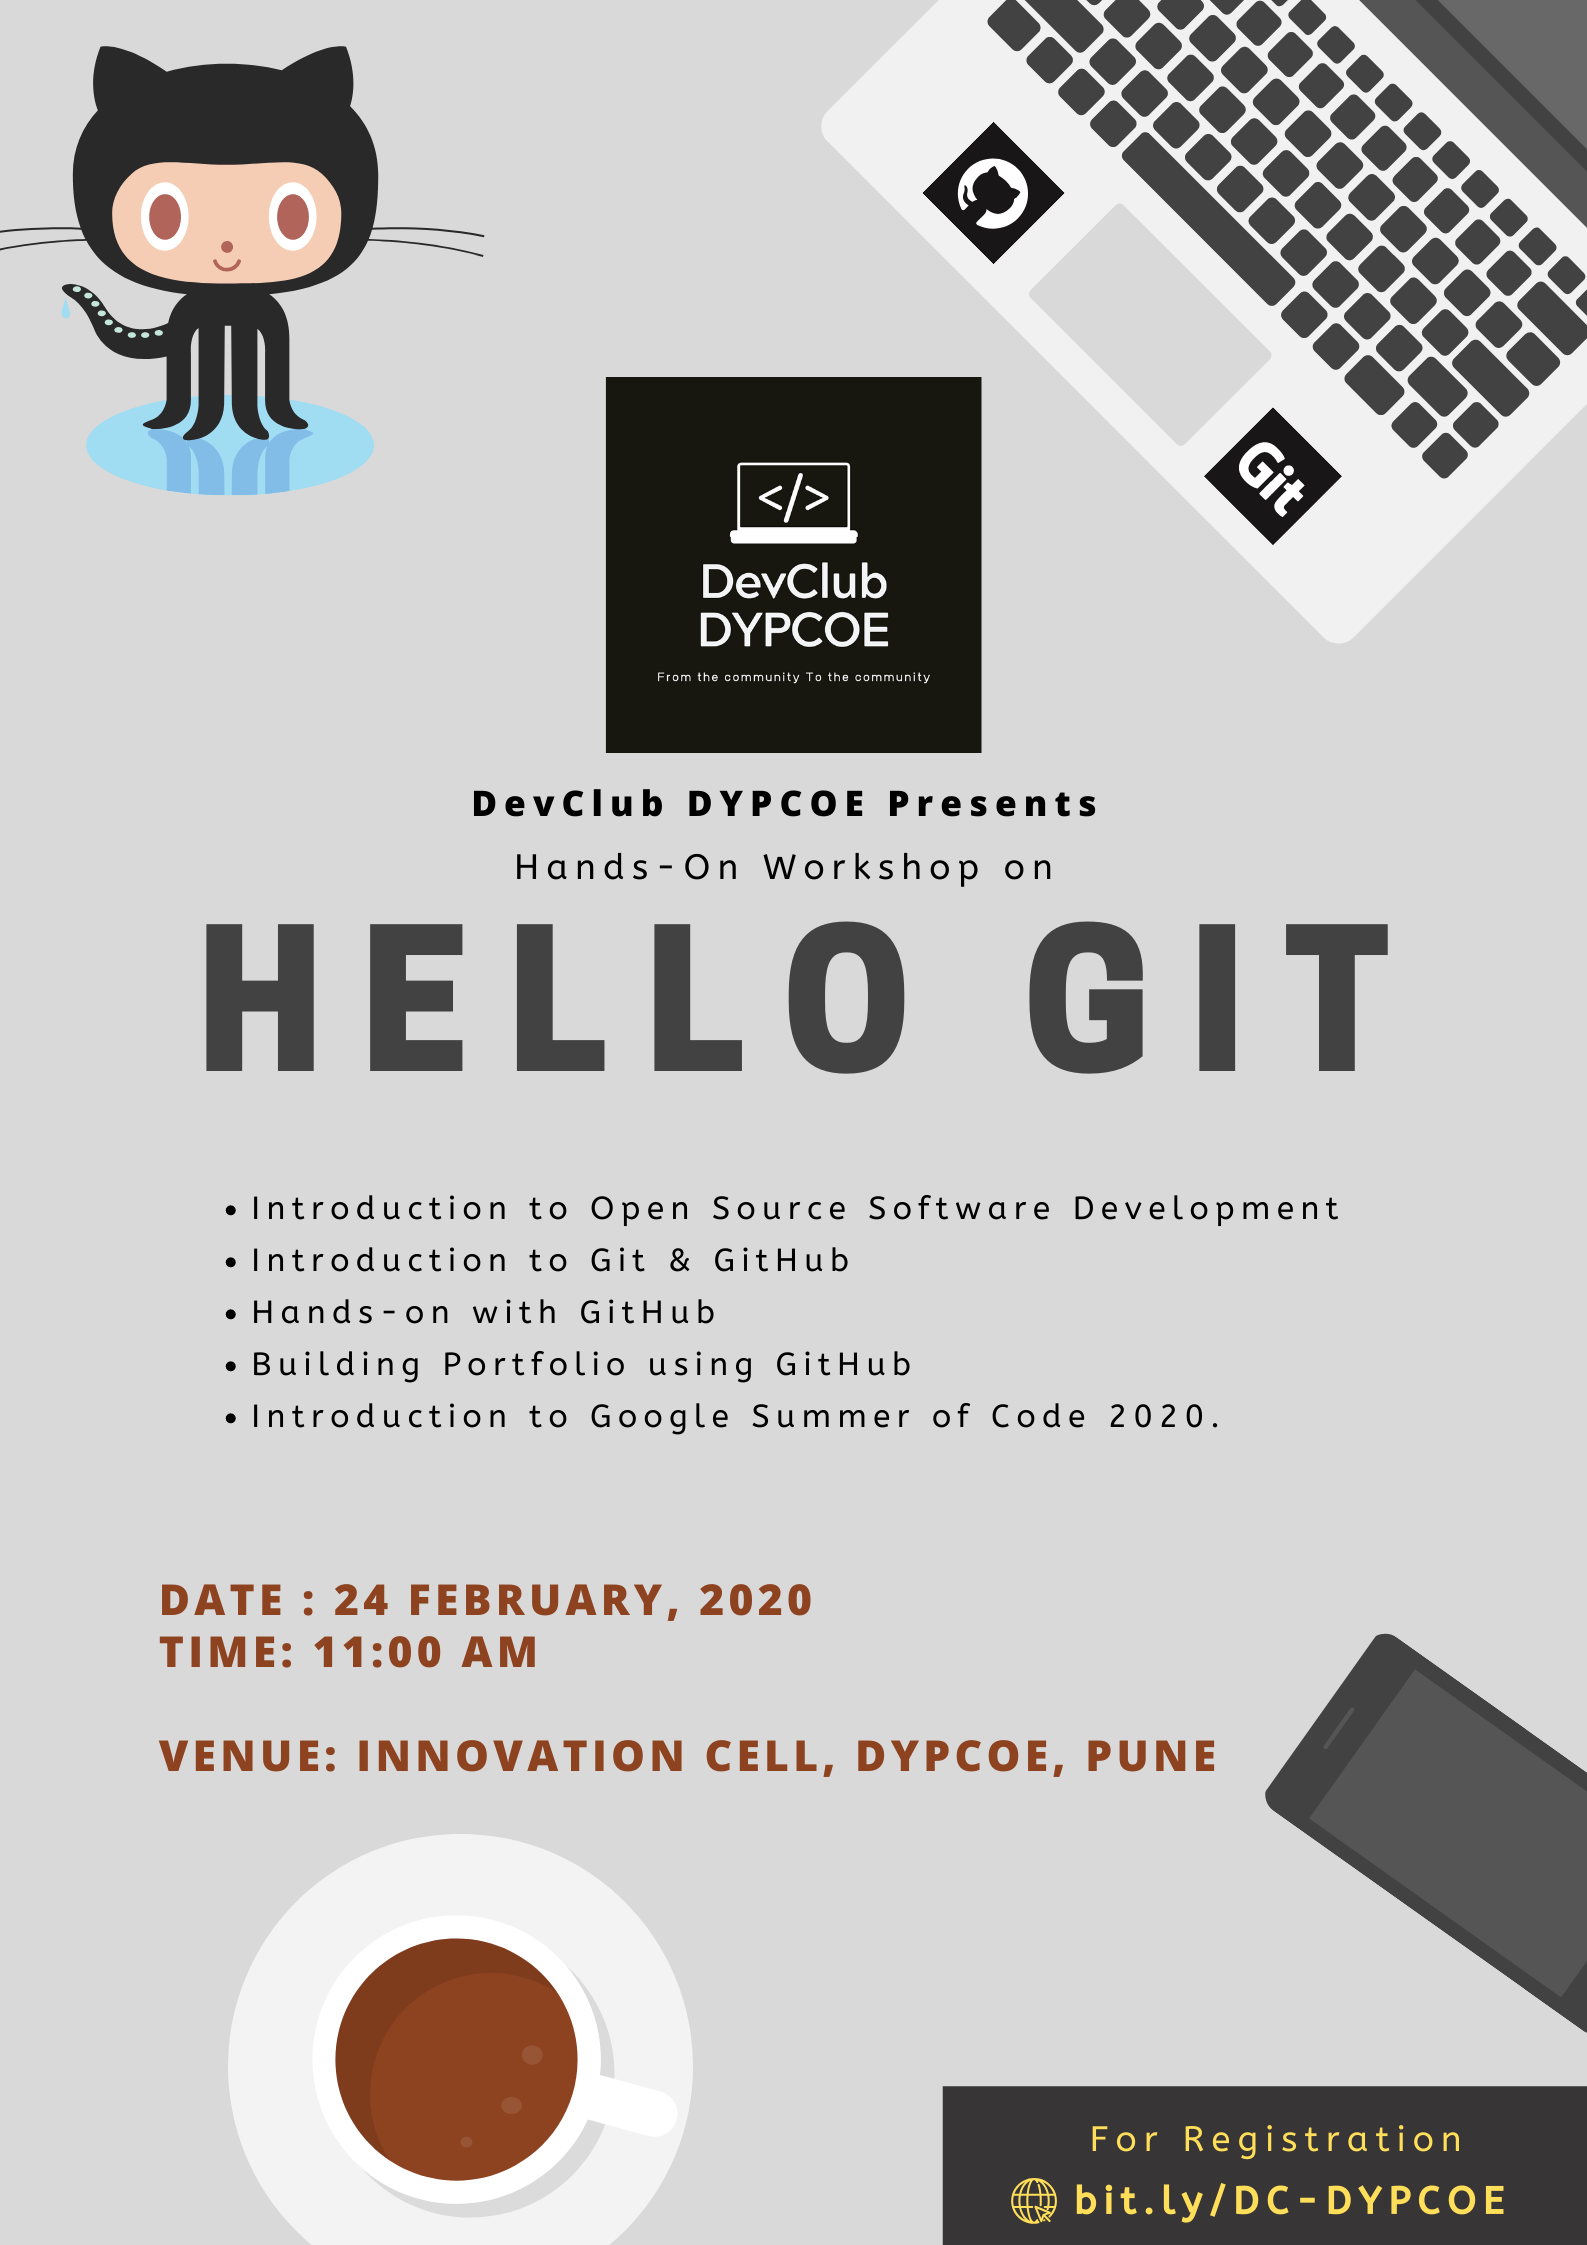 Git
</>
DevClub
DYPCOE
From the community To the community
DevClub DYPCOE Presents
Hands-On Workshop on
HELLO GIT
• Introduction to Open Source Software Development
• Introduction to Git & GitHub
• Hands-on with GitHub
• Building Portfolio using GitHub
• Introduction to Google Summer of Code 2020.
DATE : 24 FEBRUARY, 2020
TIME: 11:00 AM
VENUE: INNOVATION CELL, DYPCOE, PUNE
For Registration
bit.ly/DC-DYPCOE